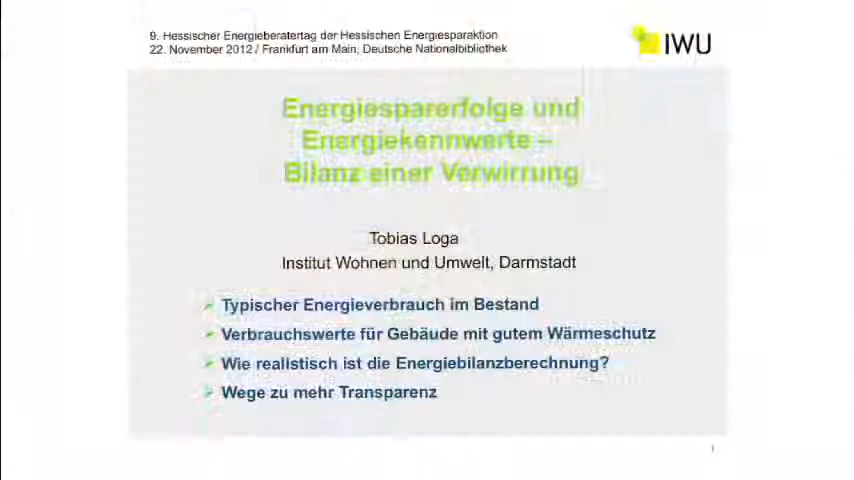 9. Hessischer Energieberatertag der Hessischen Energiesparaktion
22. November 2012 / Frankfurt am Main, Deutsche Nationalbibliothek
IWU
Energiesparerfolge und
Energiekennwerte –
Bilanz einer Verwirrung
Tobias Loga
Institut Wohnen und Umwelt, Darmstadt
Typischer Energieverbrauch im Bestand
Verbrauchswerte für Gebäude mit gutem Wärmeschutz
Wie realistisch ist die Energiebilanzberechnung?
Wege zu mehr Transparenz
1